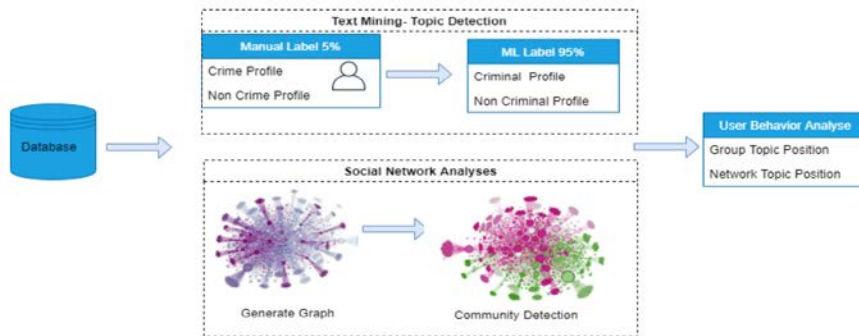 Text Mining- Topic Detection
Manual Label 5%
Crime Profile
Non Crime Profile
ML Label 95%
Criminal Profile
Non Criminal Profile
Database
User Behavior Analyse
Group Topic Position
Network Topic Position
Social Network Analyses
Generate Graph
Community Detection